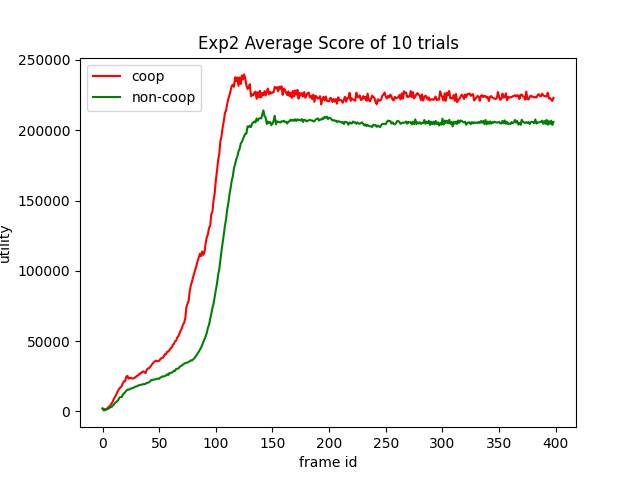 Exp2 Average Score of 10 trials
coop
non-coop
250000
200000
150000
100000
50000
0
utility
0 50 100 150 200 250 300 350 400
frame id